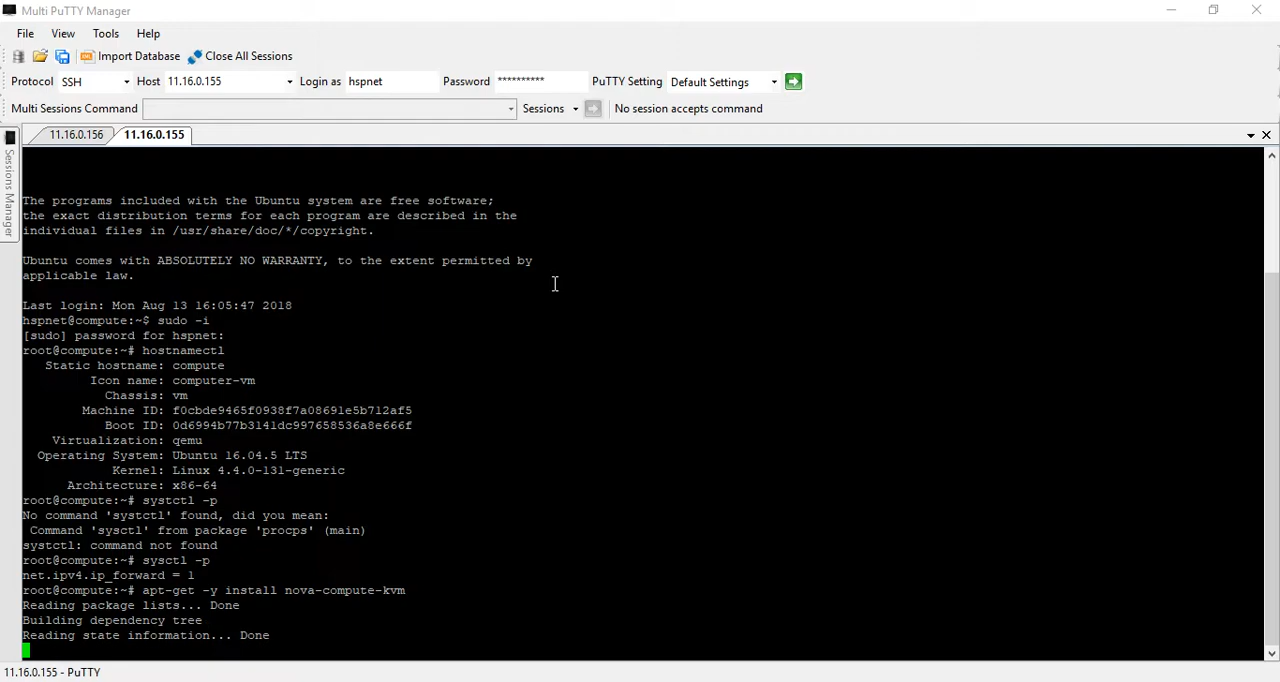 Multi PuTTY Manager
File View Tools Help
Import Database Close All Sessions
Protocol SSH Host 11.16.0.155 Login as hspnet Password ********** PuTTY Setting Default Settings
Multi Sessions Command Sessions No session accepts command
11.16.0.156 11.16.0.155
Sessions Manager
The programs included with the Ubuntu system are free software;
the exact distribution terms for each program are described in the
individual files in /usr/share/doc/*/copyright.
Ubuntu comes with ABSOLUTELY NO WARRANTY, to the extent permitted by
applicable law.
Last login: Mon Aug 13 16:05:47 2018
hspnet@compute:~$ sudo -i
[sudo] password for hspnet:
root@compute:~# hostnamectl
Static hostname: compute
Icon name: computer-vm
Chassis: vm
Machine ID: f0cbde9465f0938f7a08691e5b712af5
Boot ID: 0d6994b77b3141dc997658536a8e666f
Virtualization: qemu
Operating System: Ubuntu 16.04.5 LTS
Kernel: Linux 4.4.0-131-generic
Architecture: x86-64
root@compute:~# systctl -p
No command 'systctl' found, did you mean:
Command 'sysctl' from package 'procps' (main)
systctl: command not found
root@compute:~# sysctl -p
net.ipv4.ip_forward = 1
root@compute:~# apt-get -y install nova-compute-kvm
Reading package lists... Done
Building dependency tree
Reading state information... Done
11.16.0.155 - PuTTY